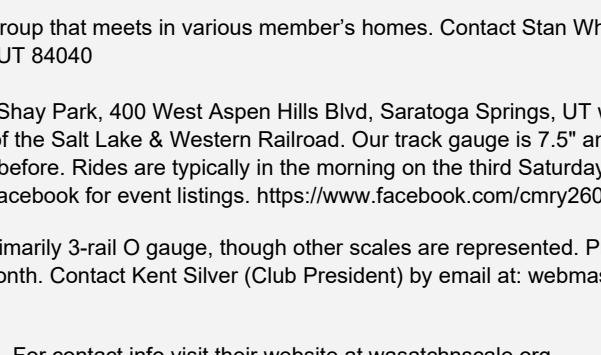 roup that meets in various member's homes. Contact Stan Wh
UT 84040
Shay Park, 400 West Aspen Hills Blvd, Saratoga Springs, UT w
of the Salt Lake & Western Railroad. Our track gauge is 7.5" an
before. Rides are typically in the morning on the third Saturday
acebook for event listings. https://www.facebook.com/cmry260
imarily 3-rail O gauge, though other scales are represented. P
onth. Contact Kent Silver (Club President) by email at: webmas
. For contact info visit their website at wasatchnscale.org